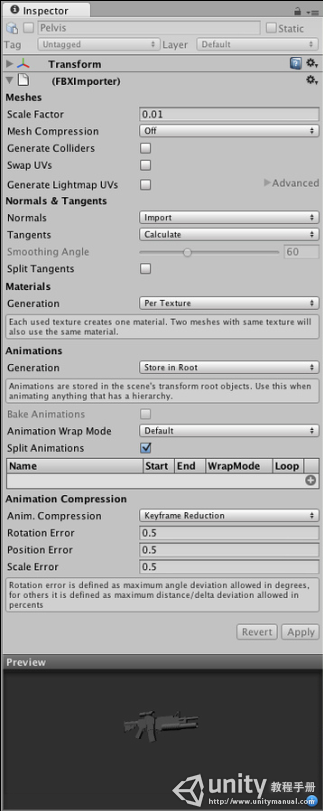 Inspector
Pelvis
Static
Tag Untagged Layer Default
Transform
(FBXImporter)
Meshes
Scale Factor 0.01
Mesh Compression Off
Generate Colliders
Swap UVs
Generate Lightmap UVs Advanced
Normals & Tangents
Normals Import
Tangents Calculate
Smoothing Angle 60
Split Tangents
Materials
Generation Per Texture
Each used texture creates one material. Two meshes with same texture will
also use the same material.
Animations
Generation Store in Root
Animations are stored in the scene's transform root objects. Use this when
animating anything that has a hierarchy.
Bake Animations
Animation Wrap Mode Default
Split Animations
Name Start End WrapMode Loop
Animation Compression
Anim. Compression Keyframe Reduction
Rotation Error 0.5
Position Error 0.5
Scale Error 0.5
Rotation error is defined as maximum angle deviation allowed in degrees,
for others it is defined as maximum distance/delta deviation allowed in
percents
Revert Apply
Preview
unity 教程手册
http://www.unitymanual.com